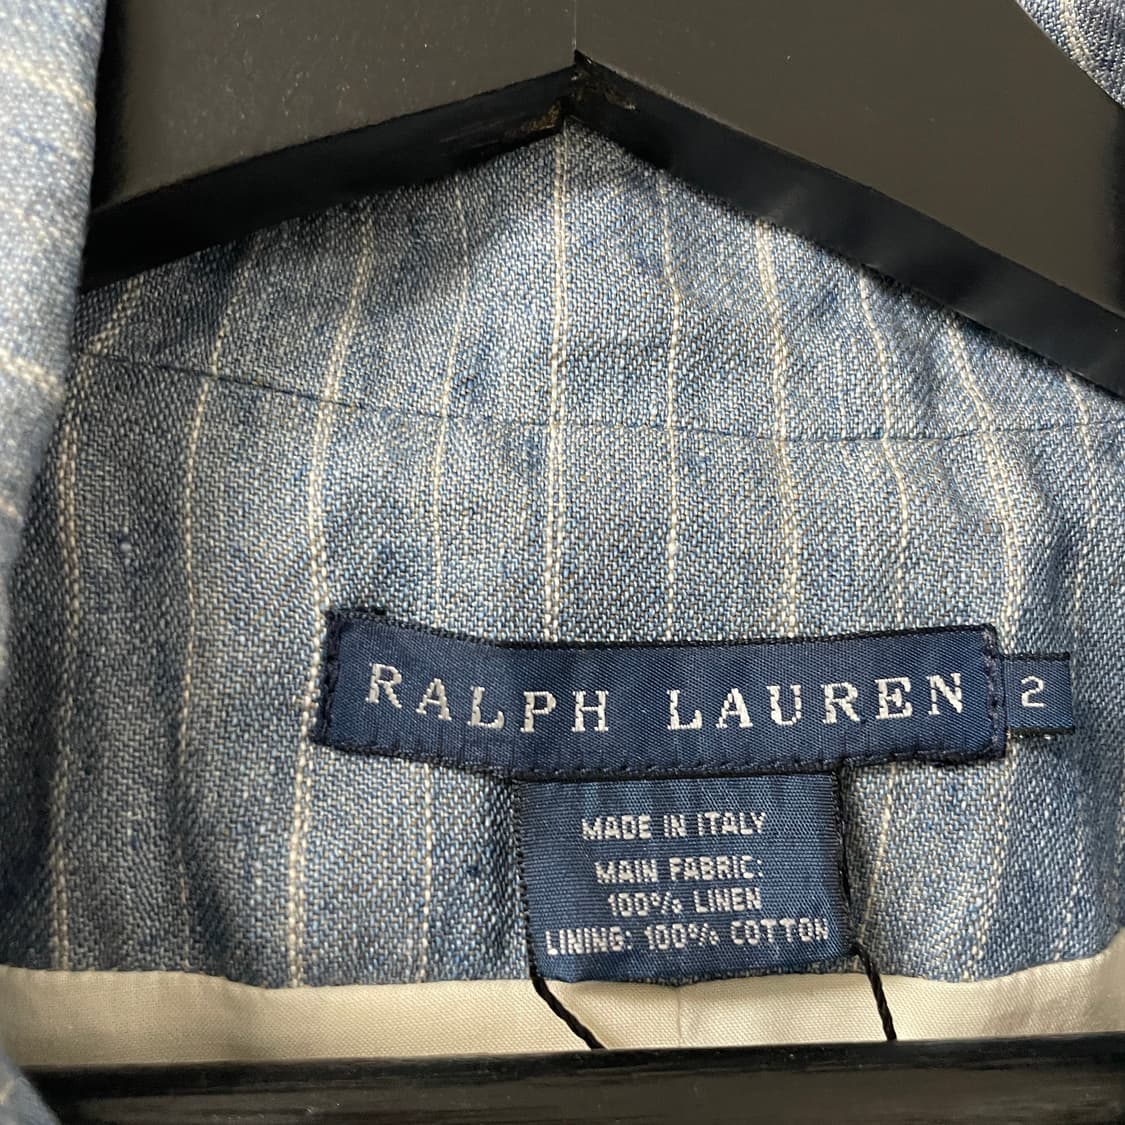 RALPH LAUREN 2
MADE IN ITALY
MAIN FABRIC:
100% LINEN
LINING: 100% COTTON